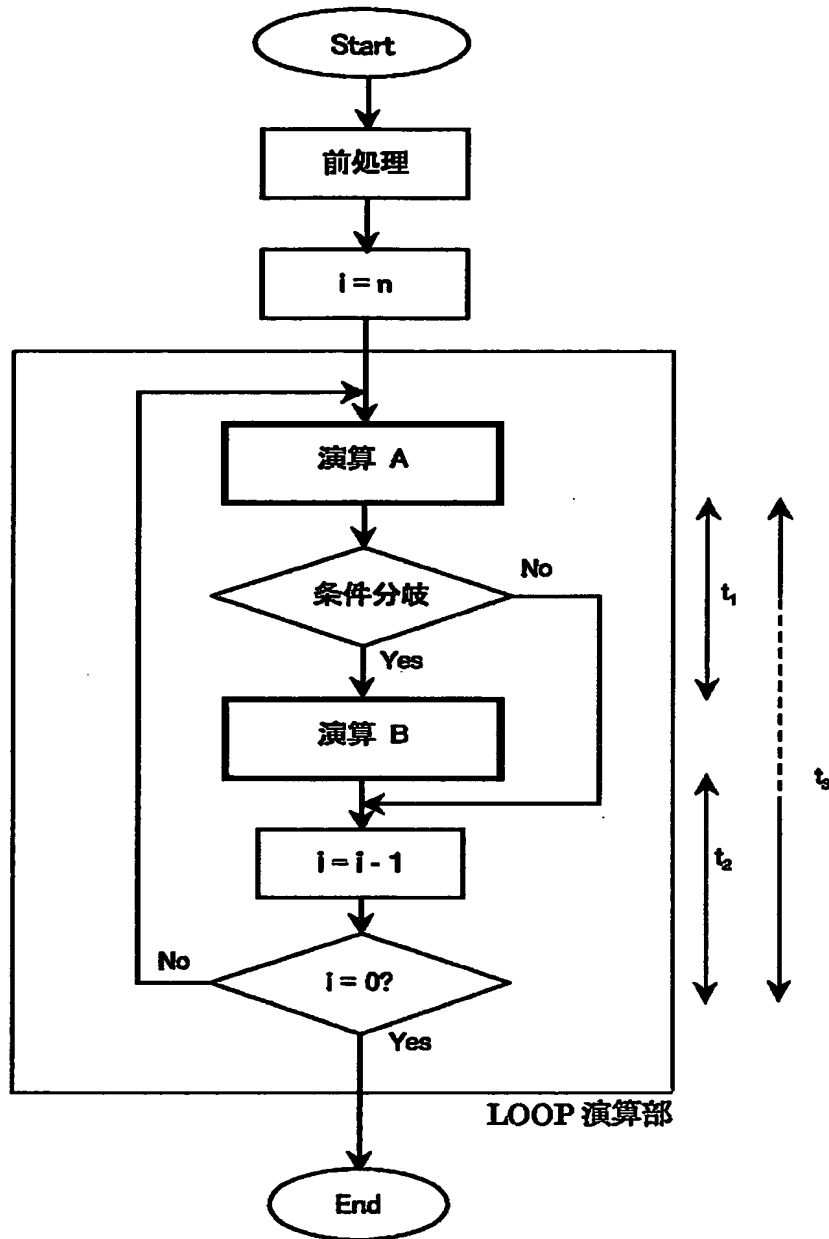 Start
前処理
i = n
演算 A
条件分岐
No
Yes
演算 B
i = i - 1
i = 0?
No
Yes
t₁
t₂
t₃
LOOP 演算部
End